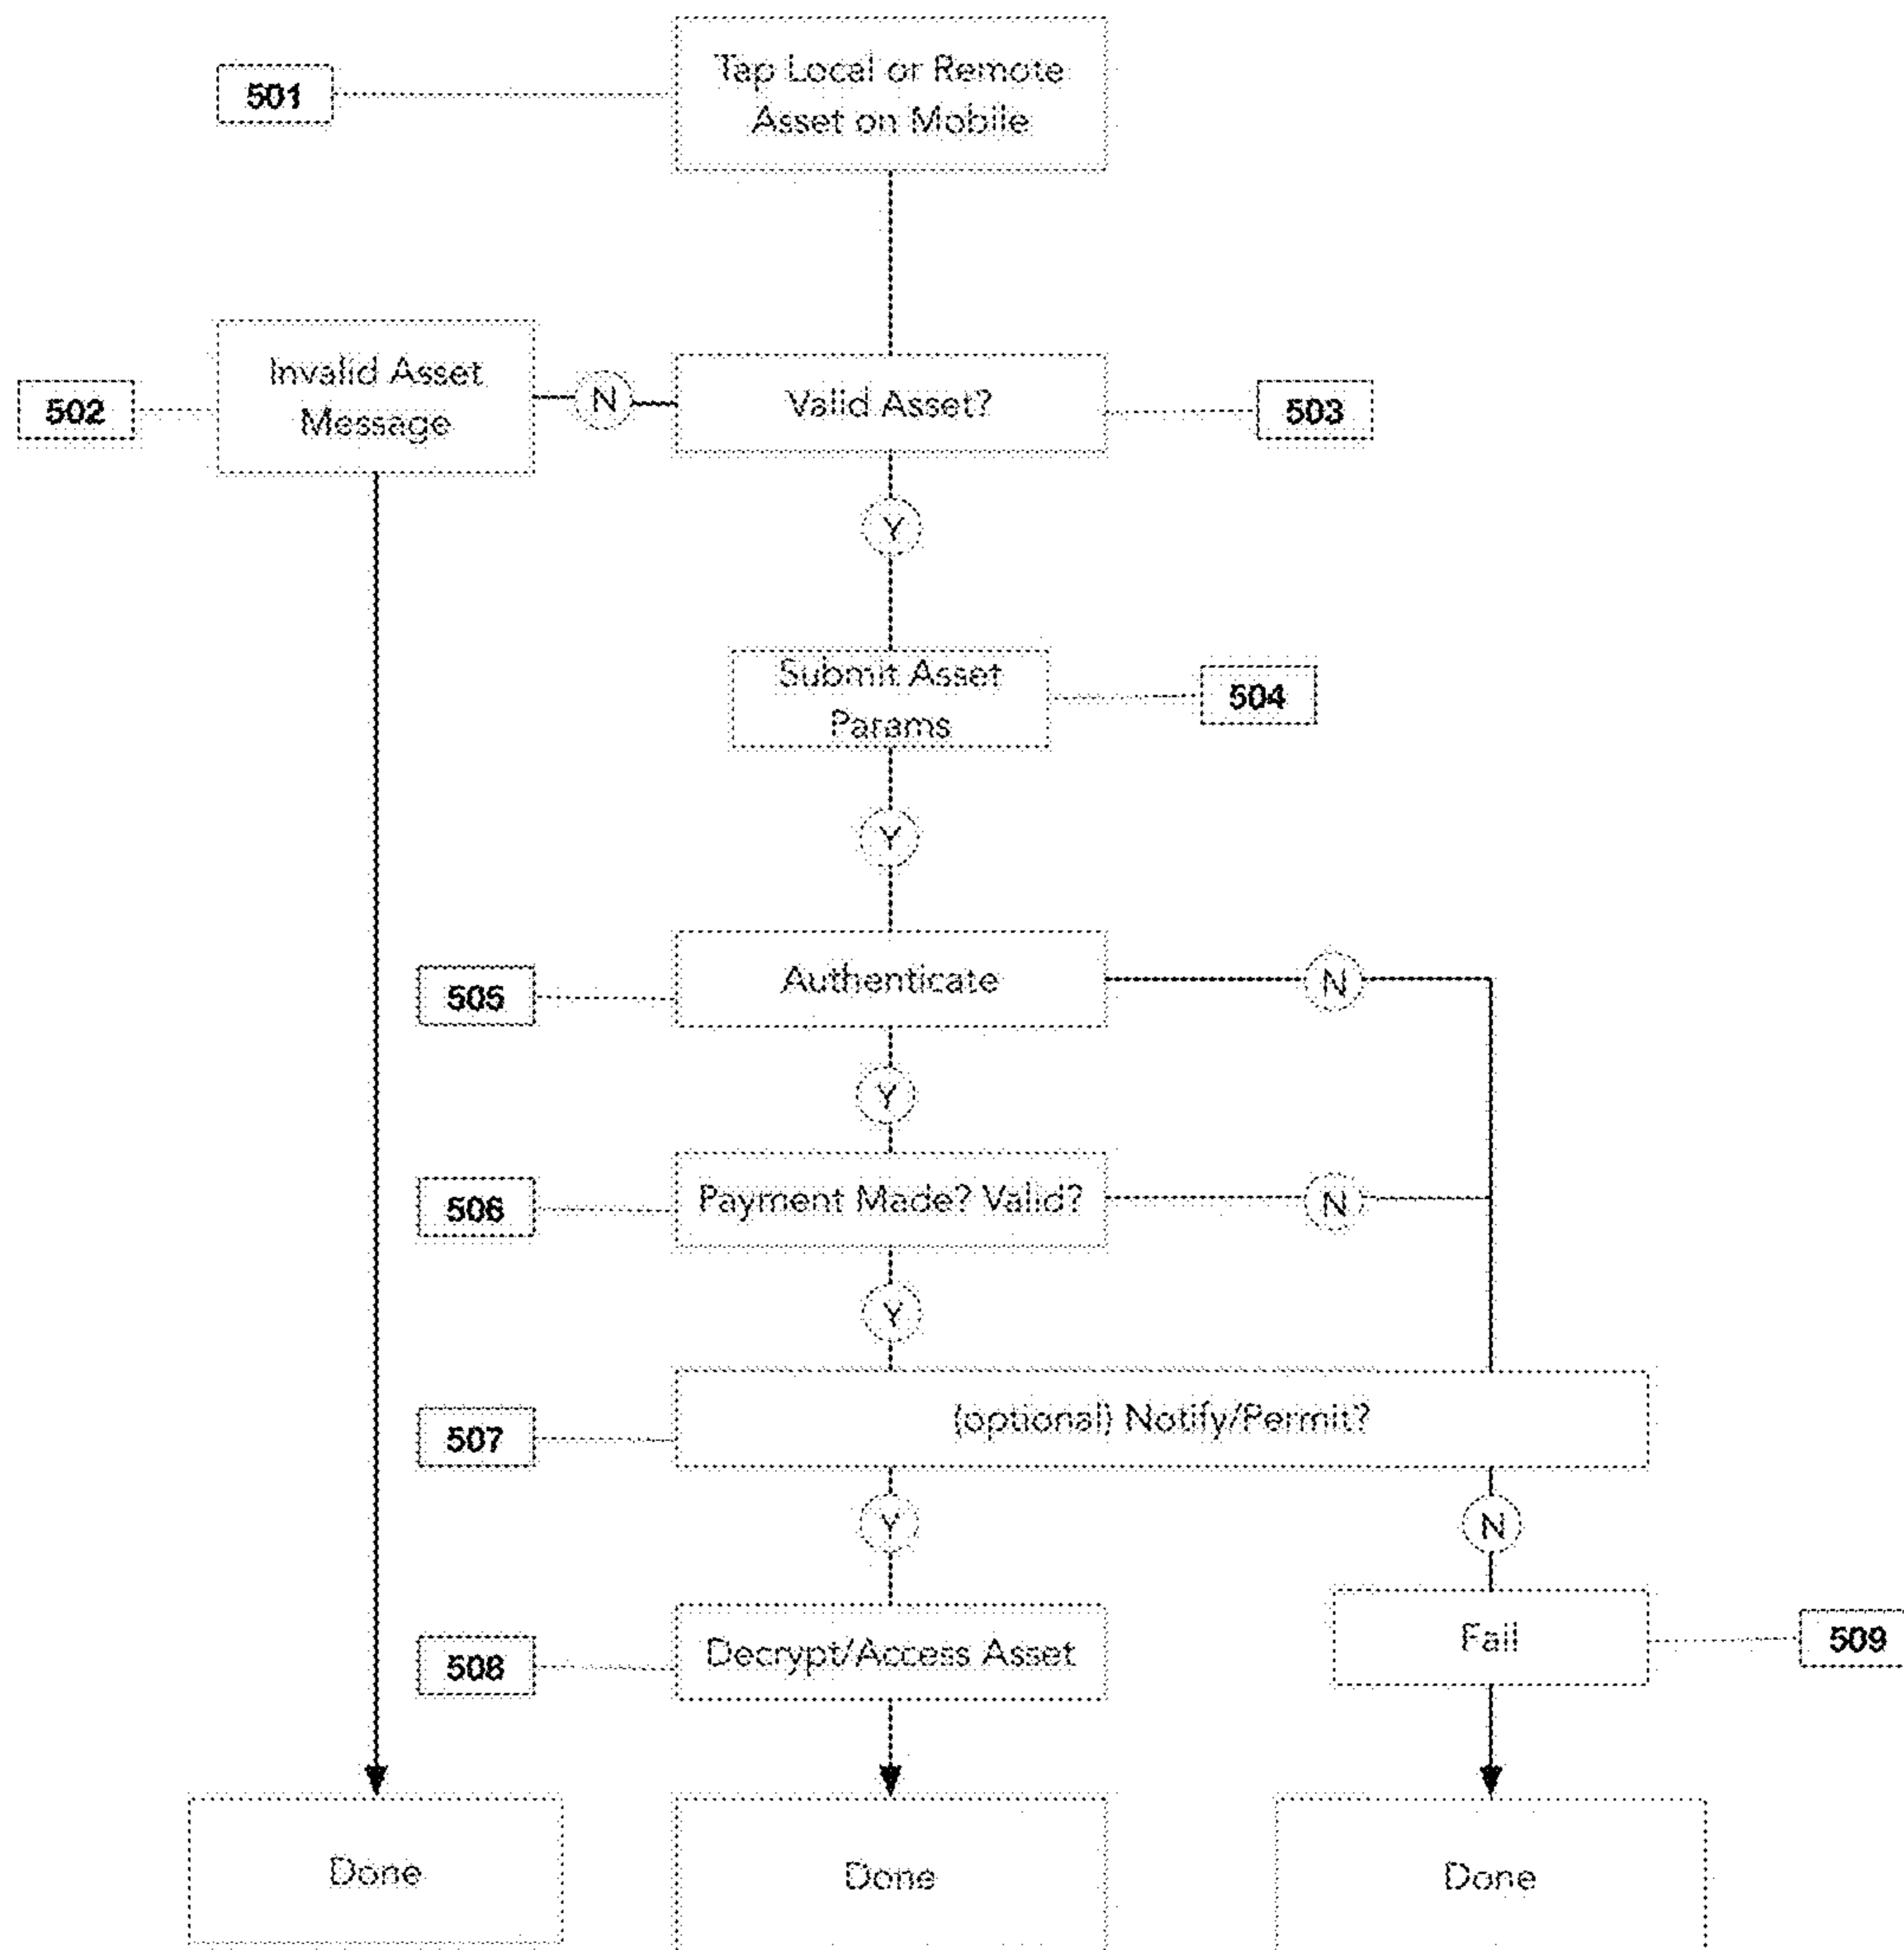 Tap Local or Remote
501
Asset on Mobile
Invalid Asset
Message
502
N
Valid Asset?
503
Y
Submit Asset
Params
504
Y
505
Authenticate
N
Y
506
Payment Made? Valid?
N
Y
507
(optional) Notify/Permit?
Y
N
508
Decrypt/Access Asset
Fail
509
Done
Done
Done